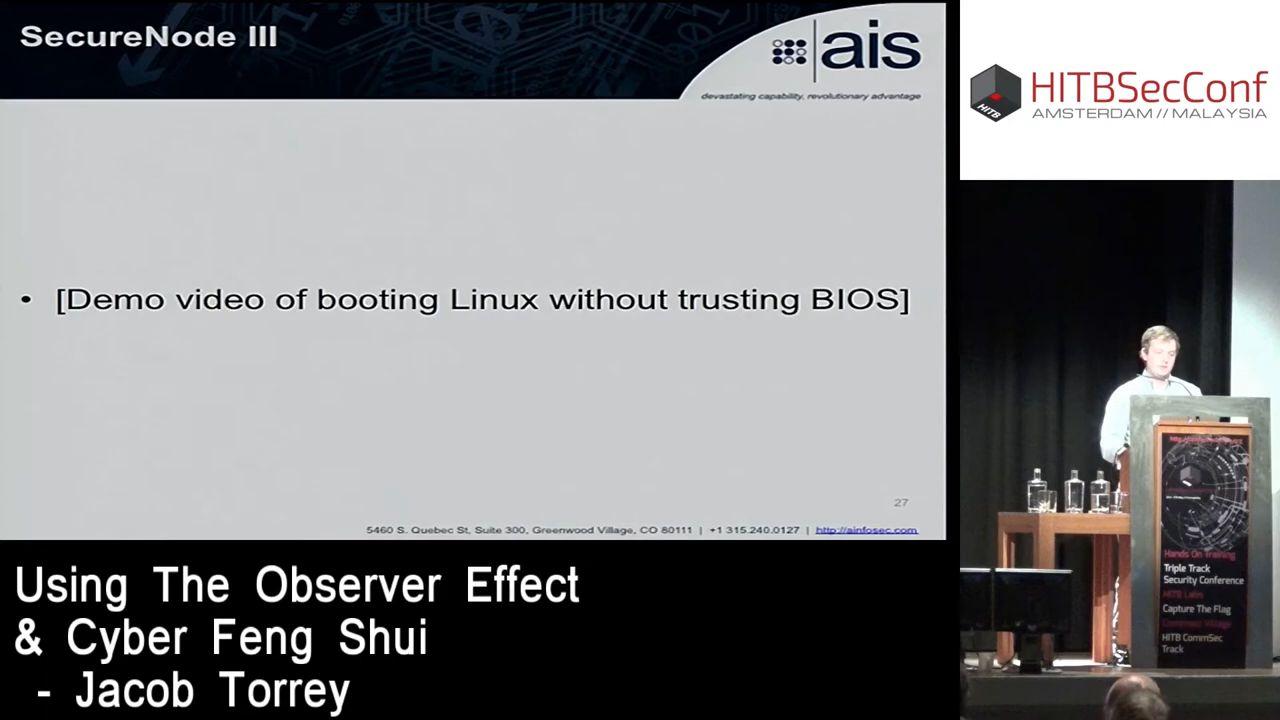 SecureNode III
ais
devastating capability, revolutionary advantage
• [Demo video of booting Linux without trusting BIOS]
27
5460 S. Quebec St, Suite 300, Greenwood Village, CO 80111 | +1 315.240.0127 | http://ainfosec.com
Using The Observer Effect
& Cyber Feng Shui
- Jacob Torrey
HITB
HITBSecConf
AMSTERDAM // MALAYSIA
Hands On Training
Triple Track
Security Conference
HITB Labs
Capture The Flag
CommSec Village
HITB CommSec
Track